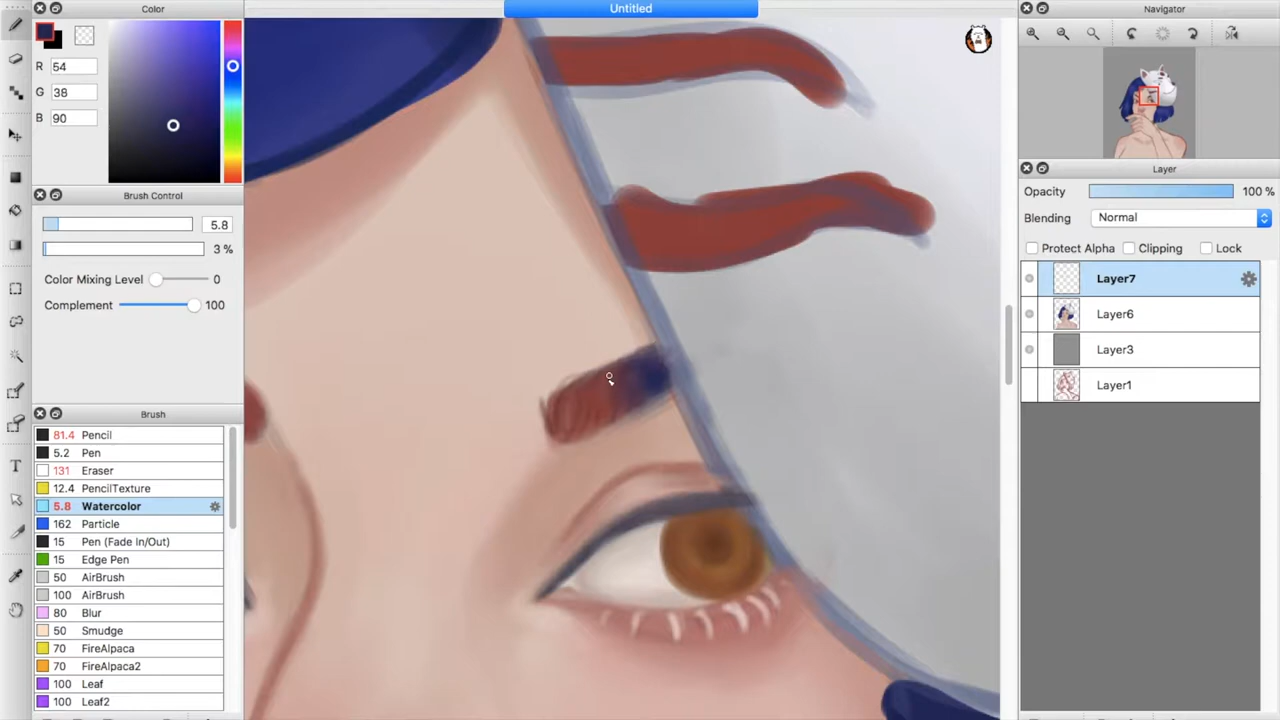 Color
Untitled
Navigator
R 54
G 38
B 90
Brush Control
5.8
3 %
Color Mixing Level 0
Complement 100
Brush
81.4 Pencil
5.2 Pen
131 Eraser
12.4 PencilTexture
5.8 Watercolor
162 Particle
15 Pen (Fade In/Out)
15 Edge Pen
50 AirBrush
100 AirBrush
80 Blur
50 Smudge
70 FireAlpaca
70 FireAlpaca2
100 Leaf
100 Leaf2
T
Layer
Opacity 100 %
Blending Normal
Protect Alpha Clipping Lock
Layer7
Layer6
Layer3
Layer1